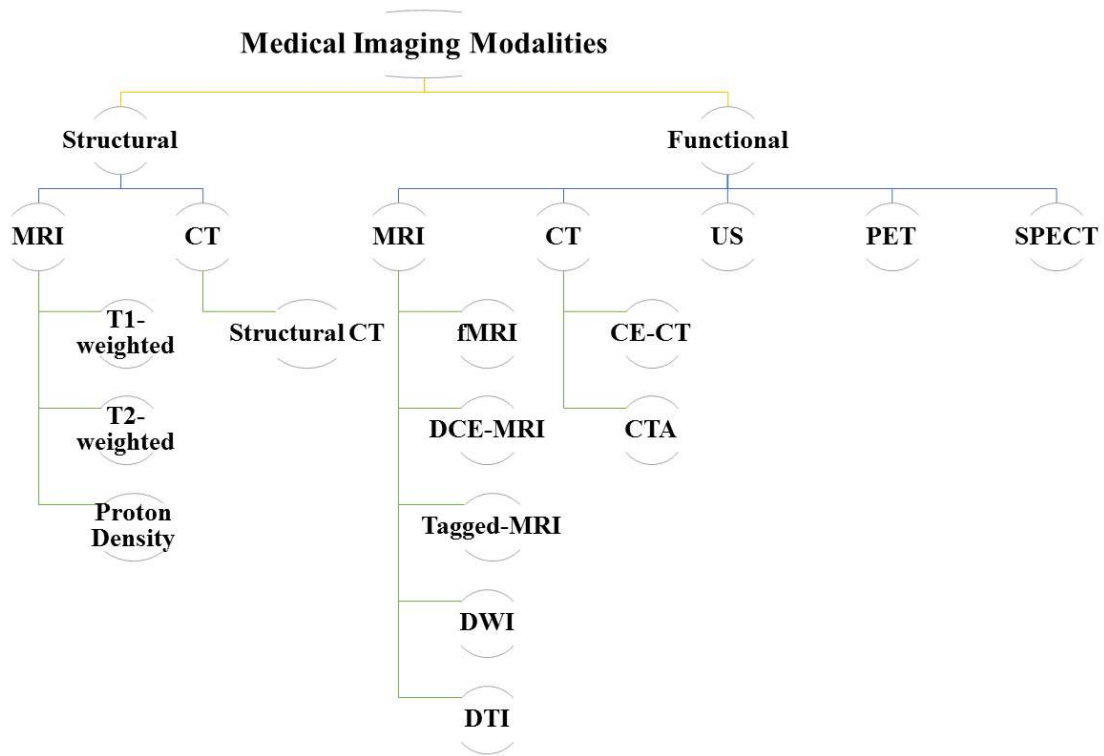 Medical Imaging Modalities
Structural
Functional
MRI
CT
MRI
CT
US
PET
SPECT
T1-
weighted
Structural CT
fMRI
CE-CT
T2-
weighted
DCE-MRI
CTA
Proton
Density
Tagged-MRI
DWI
DTI